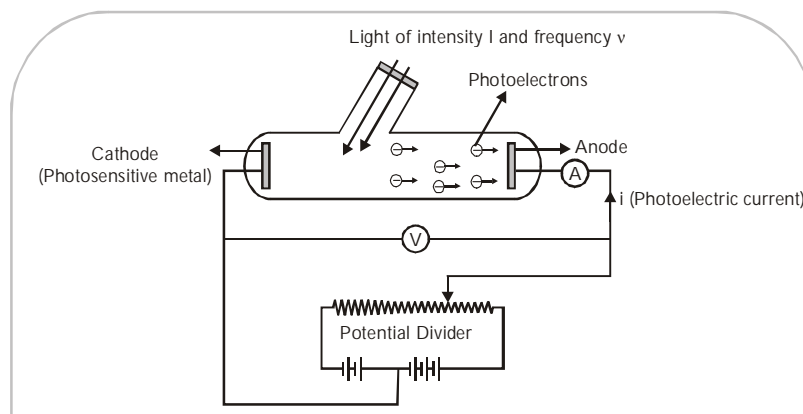 Light of intensity I and frequency ν
Photoelectrons
Cathode
(Photosensitive metal)
Anode
A
i (Photoelectric current)
V
Potential Divider